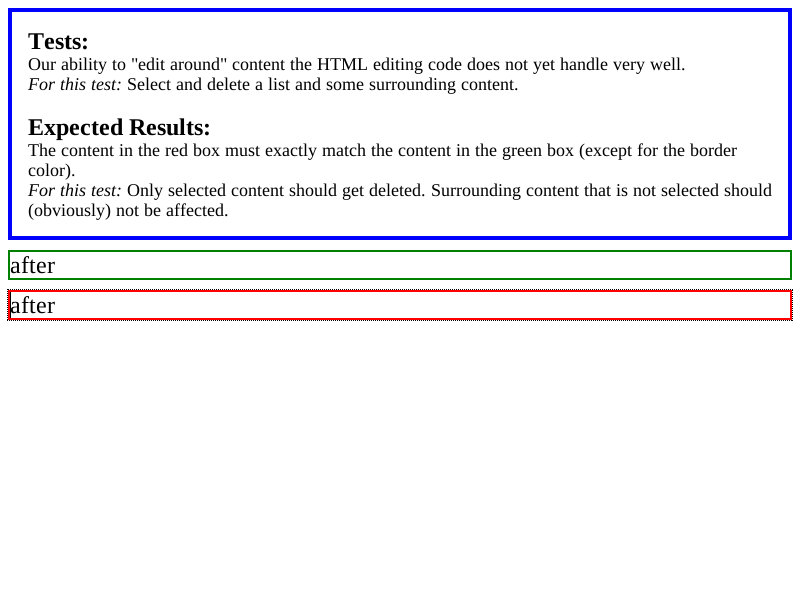 Tests:
Our ability to "edit around" content the HTML editing code does not yet handle very well.
For this test: Select and delete a list and some surrounding content.
Expected Results:
The content in the red box must exactly match the content in the green box (except for the border
color).
For this test: Only selected content should get deleted. Surrounding content that is not selected should
(obviously) not be affected.
after
after